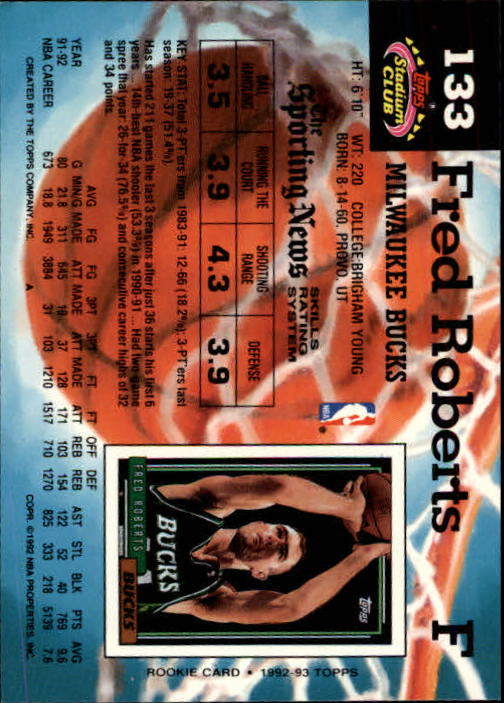 133 Fred Roberts F
TOPPS
Stadium
CLUB
MILWAUKEE BUCKS
HT: 6'10" WT: 220 COLLEGE: BRIGHAM YOUNG
BORN: 8-14-60, PROVO, UT
NBA
The
Sporting News
SKILLS
RATING
SYSTEM
BALL
HANDLING
3.5
RUNNING THE
COURT
3.9
SHOOTING
RANGE
4.3
DEFENSE
3.9
KEY STAT: Total 3-PT'ers from 1983-91: 12-66 (18.2%); 3-PT'ers last
season: 19-37 (51.4%)
Has started 211 games the last 3 seasons after just 36 starts his first 6
years ... 14th-best NBA shooter (53.3%) in 1990-91 ... Had two-game
spree that year: 26-for-34 (76.5%) and consecutive career highs of 32
and 34 points.
TOPPS
BUCKS
FRED ROBERTS
BUCKS
ROOKIE CARD • 1992-93 TOPPS
AVG FG FG 3PT 3PT FT FT OFF DEF
YEAR G MIN/G MADE ATT MADE ATT MADE ATT REB REB AST STL BLK PTS AVG
91-92 80 21.8 311 645 19 37 128 171 103 154 122 52 40 769 9.6
NBA CAREER 673 18.8 1949 3884 31 103 1210 1517 710 1270 825 333 218 5139 7.6
CREATED BY THE TOPPS COMPANY, INC. A COPR. ©1992 NBA PROPERTIES, INC.